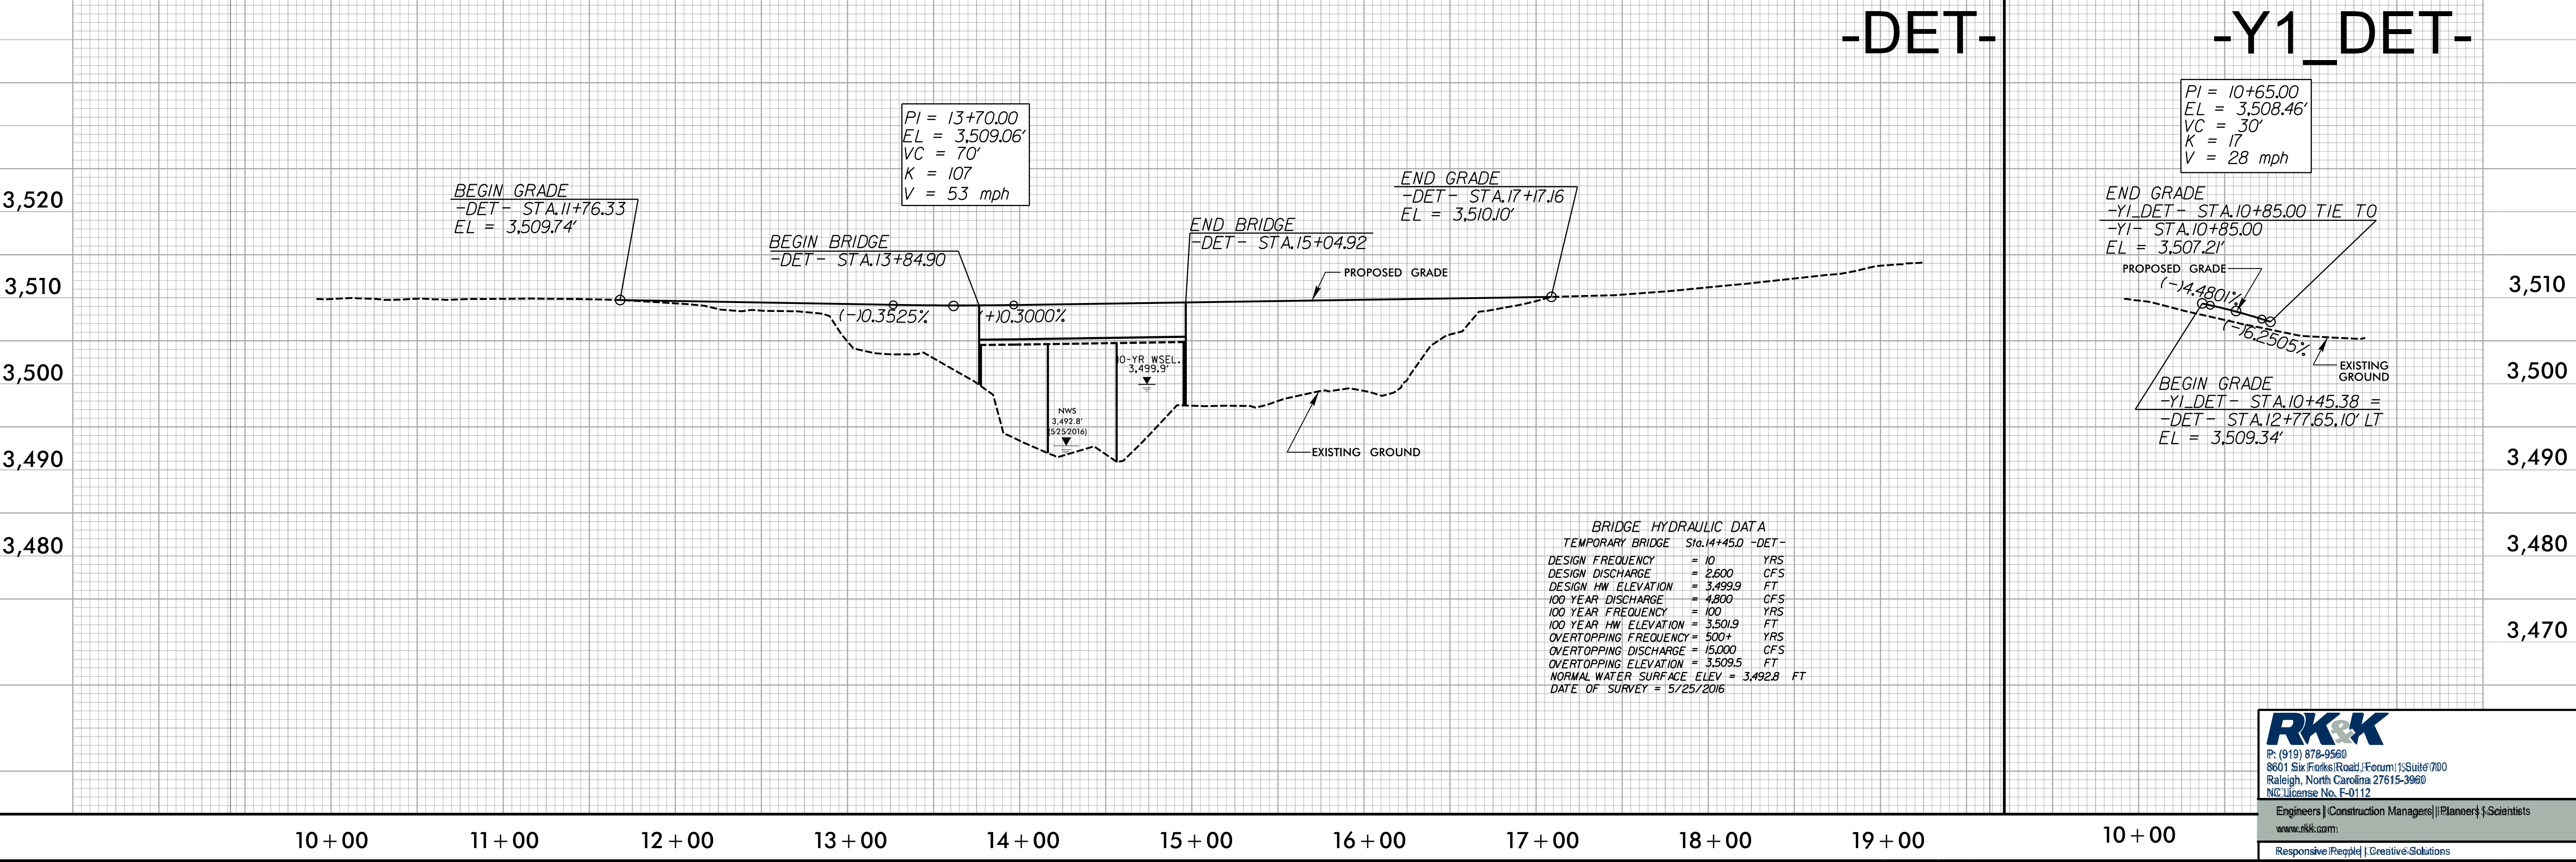 -DET-
-Y1_DET-
PI = 13+70.00
EL = 3,509.06'
VC = 70'
K = 107
V = 53 mph
PI = 10+65.00
EL = 3,508.46'
VC = 30'
K = 17
V = 28 mph
BEGIN GRADE
-DET- STA.11+76.33
EL = 3,509.74'
BEGIN BRIDGE
-DET- STA.13+84.90
END BRIDGE
-DET- STA.15+04.92
END GRADE
-DET- STA.17+17.16
EL = 3,510.10'
PROPOSED GRADE
(-)0.3525%
(+)0.3000%
10-YR WSEL.
3,499.9'
NWS
3,492.8'
(5252016)
EXISTING GROUND
END GRADE
-Y1_DET- STA.10+85.00 TIE TO
-Y1- STA.10+85.00
EL = 3,507.21'
PROPOSED GRADE
(-)4.4801%
(-)6.2505%
EXISTING
GROUND
BEGIN GRADE
-Y1_DET- STA.10+45.38 =
-DET- STA.12+77.65,10' LT
EL = 3,509.34'
3,520
3,510
3,500
3,490
3,480
3,510
3,500
3,490
3,480
3,470
BRIDGE HYDRAULIC DATA
TEMPORARY BRIDGE Sta.14+45.0 -DET-
DESIGN FREQUENCY = 10 YRS
DESIGN DISCHARGE = 2,600 CFS
DESIGN HW ELEVATION = 3,499.9 FT
100 YEAR DISCHARGE = 4,800 CFS
100 YEAR FREQUENCY = 100 YRS
100 YEAR HW ELEVATION = 3,501.9 FT
OVERTOPPING FREQUENCY = 500+ YRS
OVERTOPPING DISCHARGE = 15,000 CFS
OVERTOPPING ELEVATION = 3,509.5 FT
NORMAL WATER SURFACE ELEV = 3,492.8 FT
DATE OF SURVEY = 5/25/2016
RK&K
P: (919) 878-9560
8601 Six Forks Road, Forum 1 Suite 700
Raleigh, North Carolina 27615-3960
NC License No. F-0112
Engineers | Construction Managers | Planners | Scientists
www.rkk.com
Responsive People | Creative Solutions
10+00 11+00 12+00 13+00 14+00 15+00 16+00 17+00 18+00 19+00 10+00